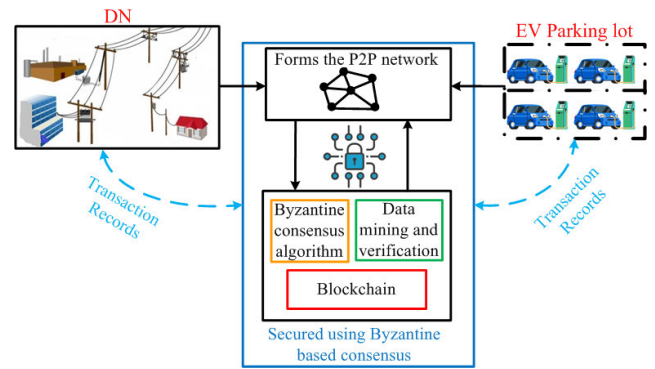 DN
EV Parking lot
Forms the P2P network
Transaction
Records
Transaction
Records
Byzantine
consensus
algorithm
Data
mining and
verification
Blockchain
Secured using Byzantine
based consensus